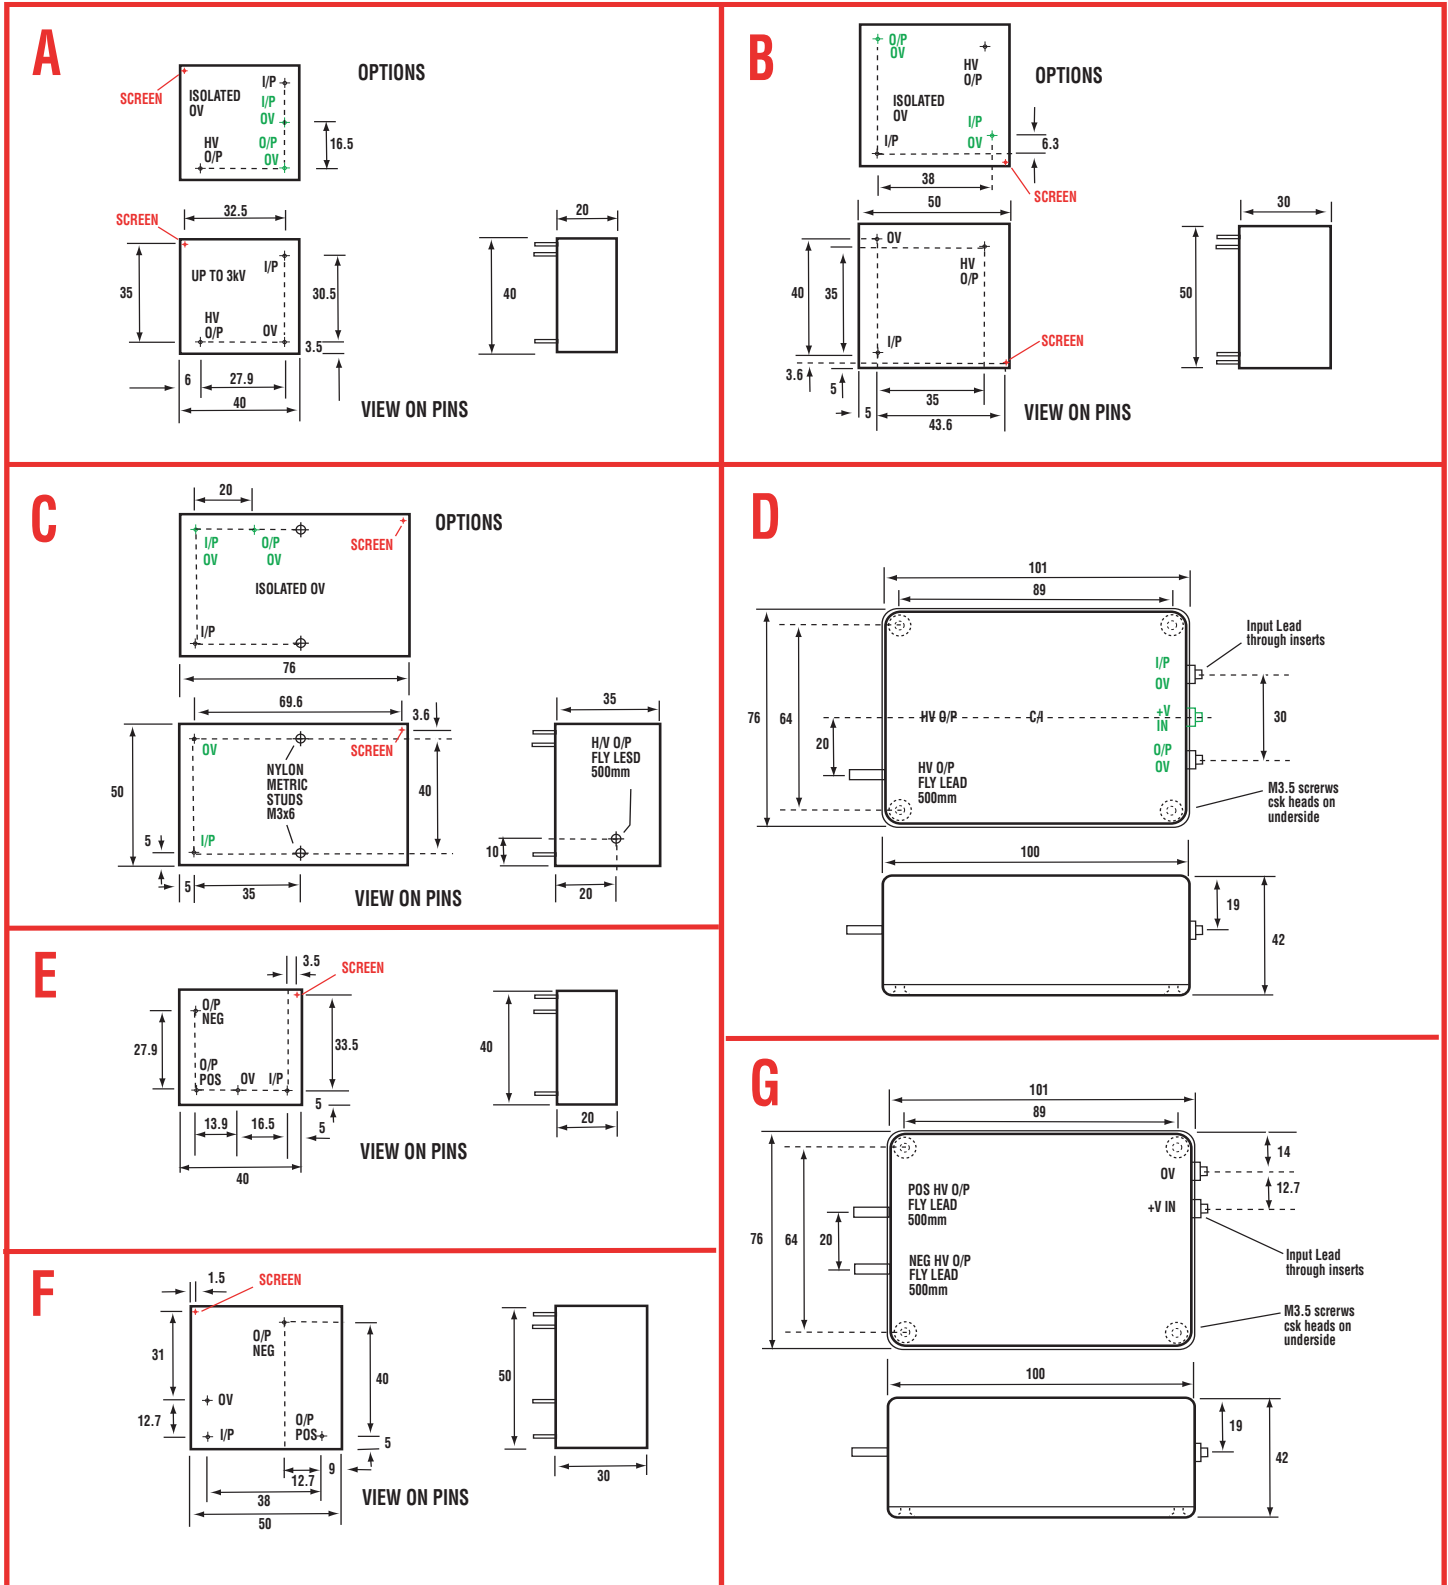 A
OPTIONS
SCREEN
ISOLATED
OV
I/P
I/P
OV
HV
O/P
O/P
OV
16.5
SCREEN
32.5
20
UP TO 3kV
I/P
35
30.5
40
HV
O/P
OV
3.5
6
27.9
40
VIEW ON PINS
B
O/P
OV
HV
O/P
OPTIONS
ISOLATED
OV
I/P
OV
I/P
6.3
38
SCREEN
50
30
OV
HV
O/P
40
35
50
I/P
SCREEN
3.6
5
35
5
43.6
VIEW ON PINS
C
20
OPTIONS
I/P
OV
O/P
OV
SCREEN
ISOLATED OV
I/P
76
69.6
3.6
35
OV
SCREEN
H/V O/P
FLY LESD
500mm
NYLON
METRIC
STUDS
M3x6
50
40
I/P
5
10
5
35
20
VIEW ON PINS
D
101
89
Input Lead
through inserts
I/P
OV
76
64
HV O/P
C/I
+V
IN
30
20
O/P
OV
HV O/P
FLY LEAD
500mm
M3.5 screrws
csk heads on
underside
100
19
42
E
3.5
SCREEN
O/P
NEG
27.9
33.5
40
O/P
POS
OV
I/P
5
13.9
16.5
5
20
40
VIEW ON PINS
F
1.5
SCREEN
O/P
NEG
31
40
50
OV
12.7
I/P
O/P
POS
5
9
12.7
30
38
50
VIEW ON PINS
G
101
89
14
OV
12.7
POS HV O/P
FLY LEAD
500mm
+V IN
76
64
20
NEG HV O/P
FLY LEAD
500mm
Input Lead
through inserts
M3.5 screrws
csk heads on
underside
100
19
42